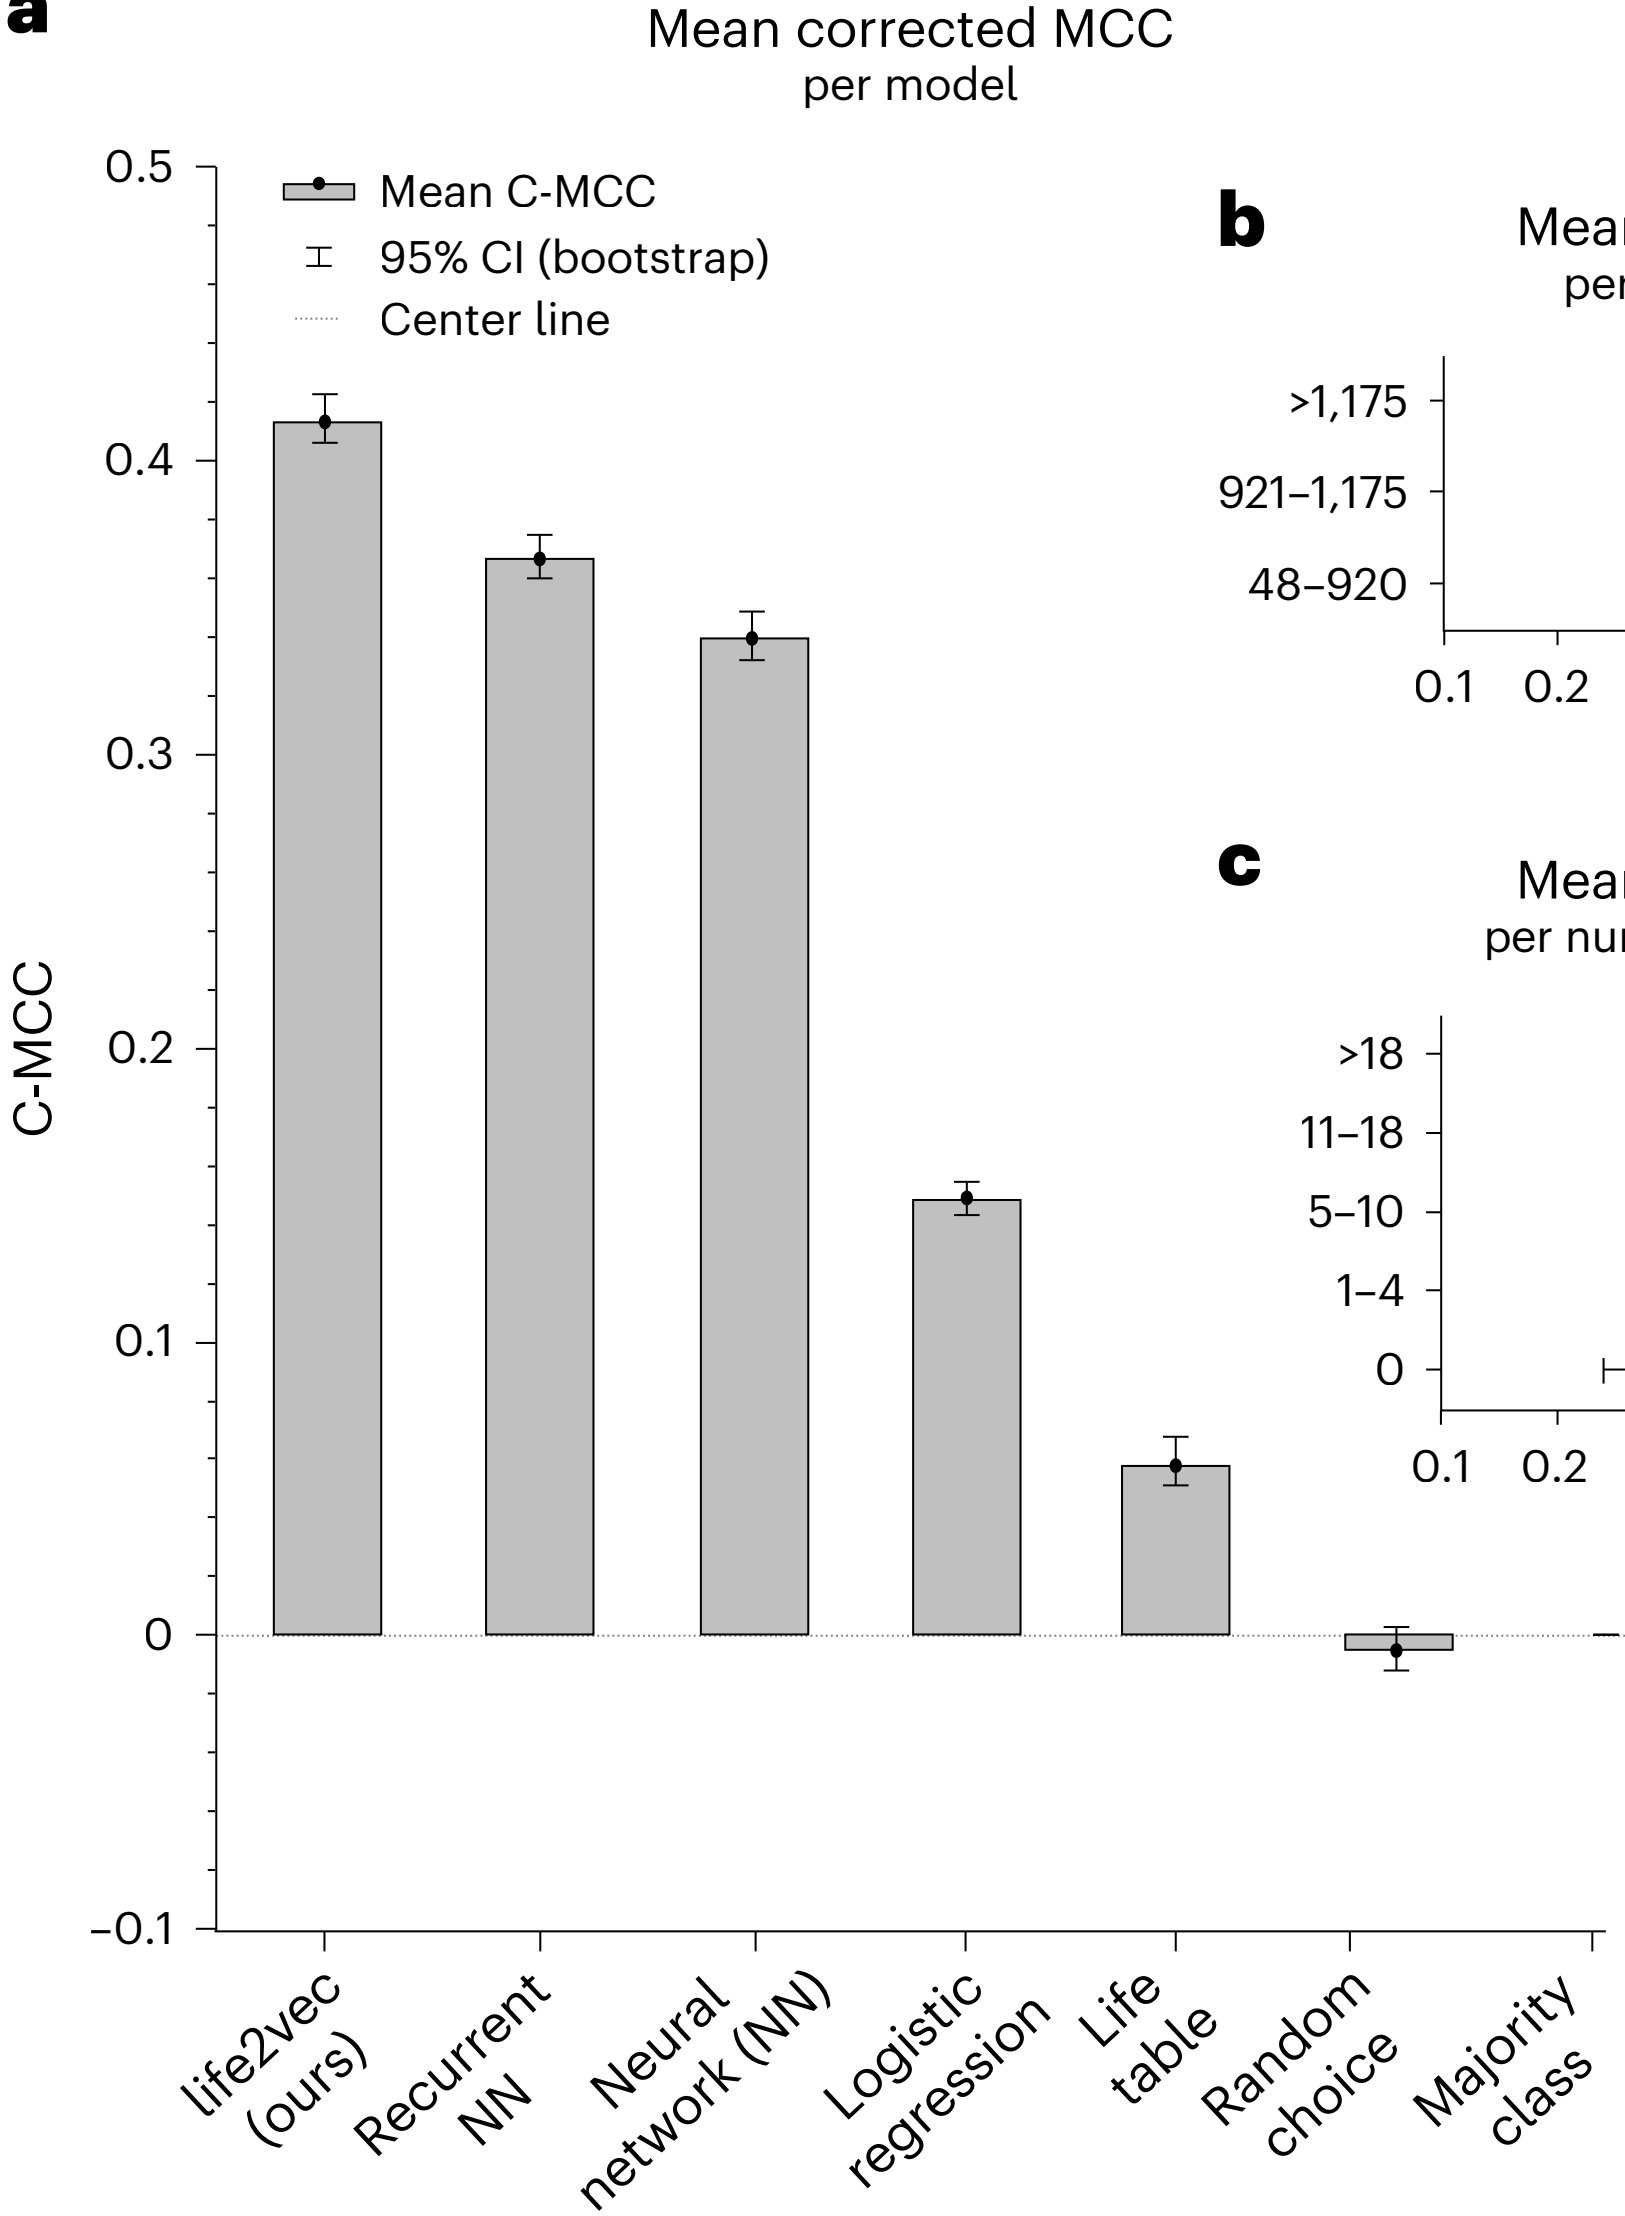 a
Mean corrected MCC
per model
0.5
0.4
0.3
0.2
0.1
0
–0.1
C-MCC
Mean C-MCC
95% CI (bootstrap)
Center line
life2vec
(ours)
Recurrent
NN
Neural
network (NN)
Logistic
regression
Life
table
Random
choice
Majority
class
b
per
>1,175
921–1,175
48–920
0.1 0.2
c
per
>18
11–18
5–10
1–4
0
0.1 0.2